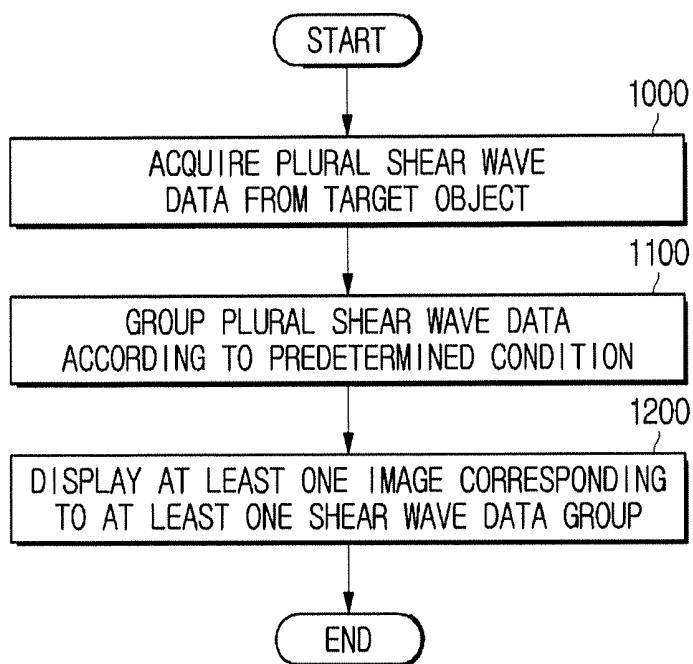 START
1000
ACQUIRE PLURAL SHEAR WAVE
DATA FROM TARGET OBJECT
1100
GROUP PLURAL SHEAR WAVE DATA
ACCORDING TO PREDETERMINED CONDITION
1200
DISPLAY AT LEAST ONE IMAGE CORRESPONDING
TO AT LEAST ONE SHEAR WAVE DATA GROUP
END